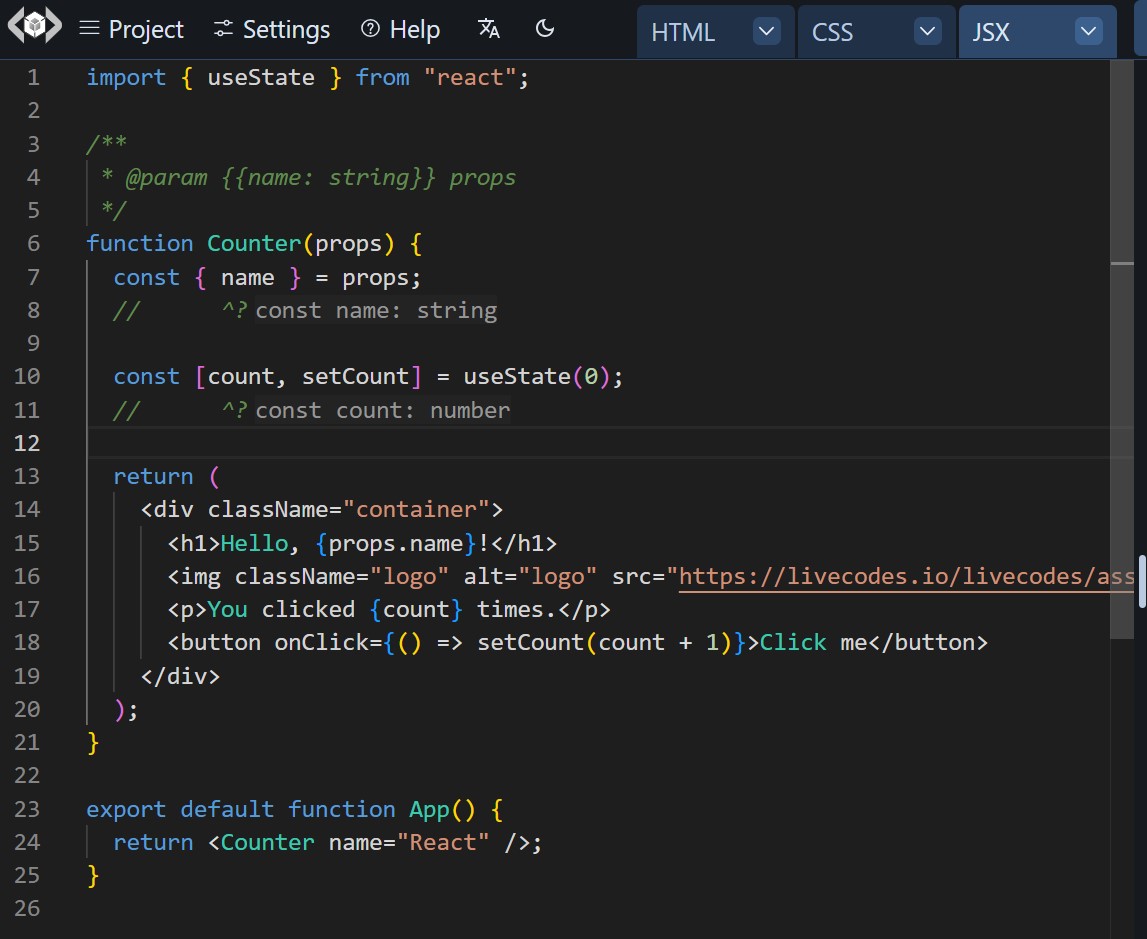 Project Settings Help HTML CSS JSX
1 import { useState } from "react";
2
3 /**
4  * @param {{name: string}} props
5  */
6 function Counter(props) {
7   const { name } = props;
8   //      ^? const name: string
9
10   const [count, setCount] = useState(0);
11   //      ^? const count: number
12
13   return (
14     <div className="container">
15       <h1>Hello, {props.name}!</h1>
16       <img className="logo" alt="logo" src="https://livecodes.io/livecodes/ass
17       <p>You clicked {count} times.</p>
18       <button onClick={() => setCount(count + 1)}>Click me</button>
19     </div>
20   );
21 }
22
23 export default function App() {
24   return <Counter name="React" />;
25 }
26